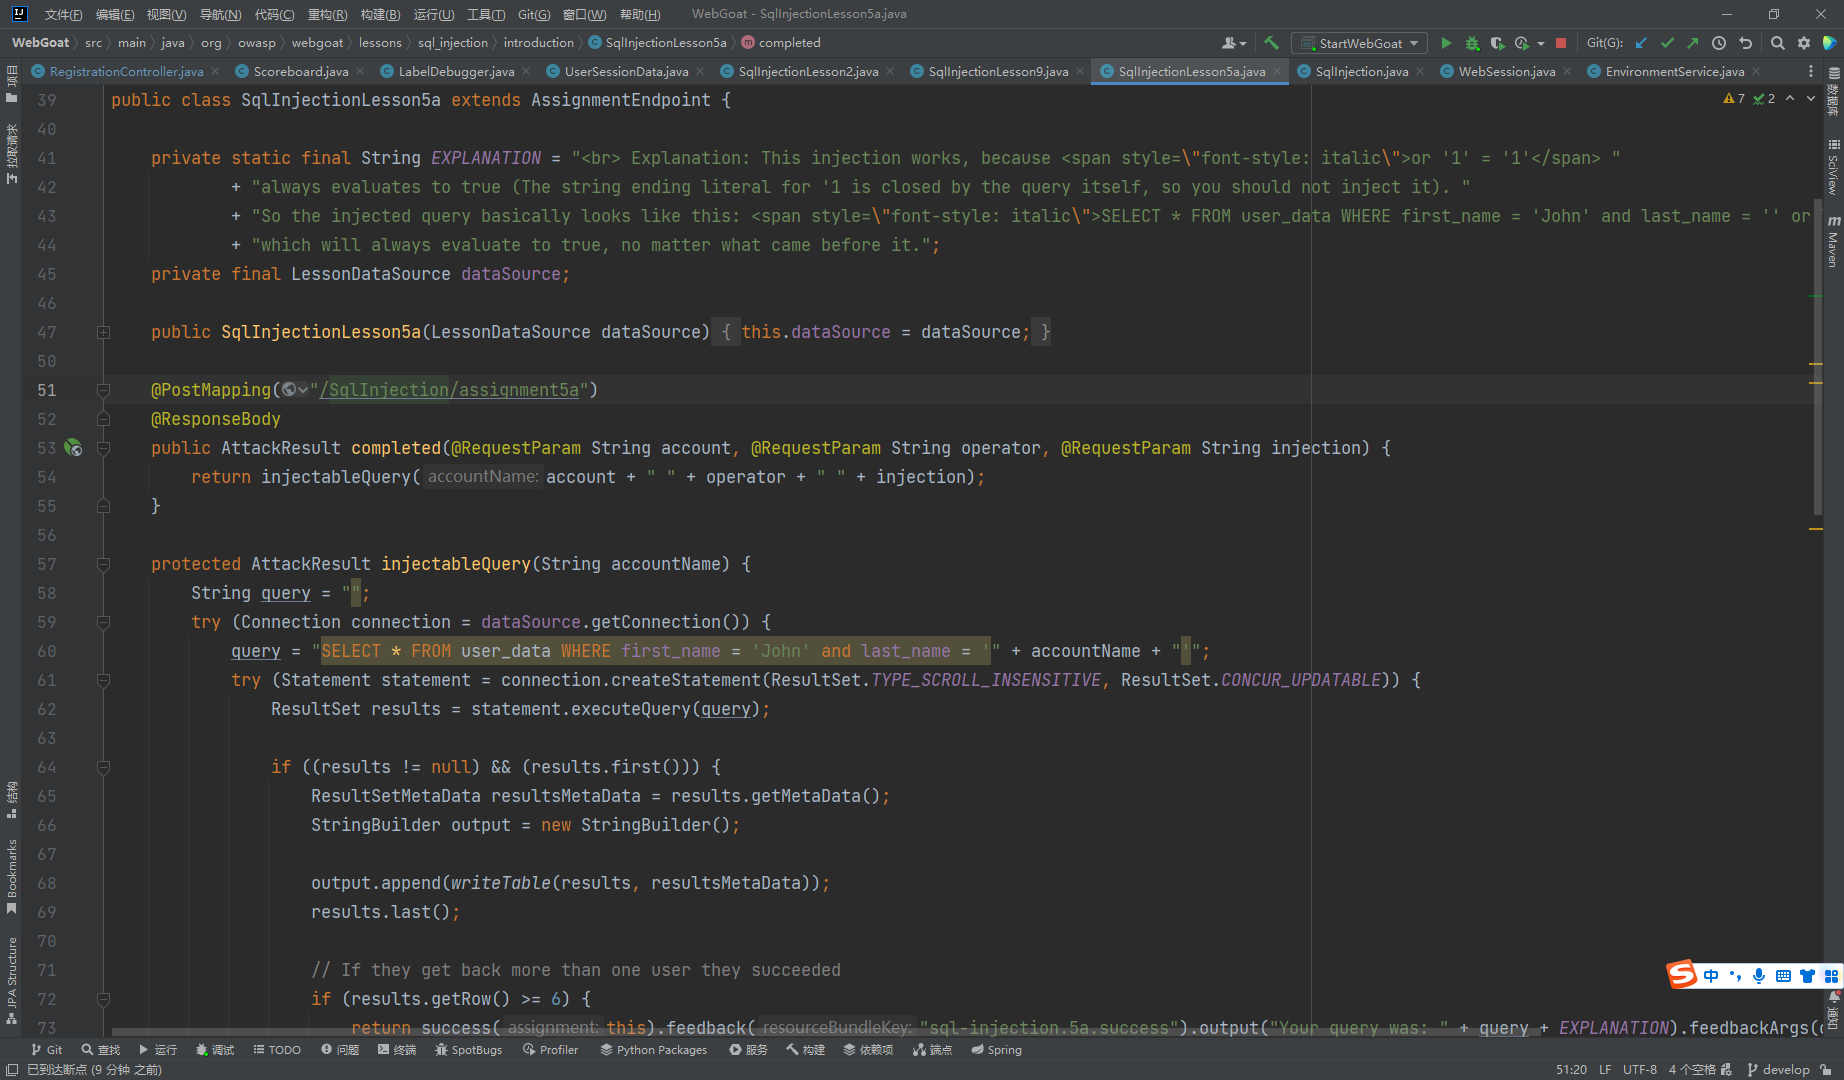 文件(F) 编辑(E) 视图(V) 导航(N) 代码(C) 重构(R) 构建(B) 运行(U) 工具(T) Git(G) 窗口(W) 帮助(H) WebGoat - SqlInjectionLesson5a.java
WebGoat src main java org owasp webgoat lessons sql_injection introduction SqlInjectionLesson5a completed StartWebGoat Git(G):
RegistrationController.java Scoreboard.java LabelDebugger.java UserSessionData.java SqlInjectionLesson2.java SqlInjectionLesson9.java SqlInjectionLesson5a.java SqlInjection.java WebSession.java EnvironmentService.java
39 public class SqlInjectionLesson5a extends AssignmentEndpoint {
7 2
40
41 private static final String EXPLANATION = "<br> Explanation: This injection works, because <span style=\"font-style: italic\">or '1' = '1'</span> "
42 + "always evaluates to true (The string ending literal for '1 is closed by the query itself, so you should not inject it). "
43 + "So the injected query basically looks like this: <span style=\"font-style: italic\">SELECT * FROM user_data WHERE first_name = 'John' and last_name = '' or
44 + "which will always evaluate to true, no matter what came before it.";
45 private final LessonDataSource dataSource;
46
47 public SqlInjectionLesson5a(LessonDataSource dataSource) { this.dataSource = dataSource; }
50
51 @PostMapping("/SqlInjection/assignment5a")
52 @ResponseBody
53 public AttackResult completed(@RequestParam String account, @RequestParam String operator, @RequestParam String injection) {
54 return injectableQuery( accountName: account + " " + operator + " " + injection);
55 }
56
57 protected AttackResult injectableQuery(String accountName) {
58 String query = "";
59 try (Connection connection = dataSource.getConnection()) {
60 query = "SELECT * FROM user_data WHERE first_name = 'John' and last_name = '" + accountName + "'";
61 try (Statement statement = connection.createStatement(ResultSet.TYPE_SCROLL_INSENSITIVE, ResultSet.CONCUR_UPDATABLE)) {
62 ResultSet results = statement.executeQuery(query);
63
64 if ((results != null) && (results.first())) {
65 ResultSetMetaData resultsMetaData = results.getMetaData();
66 StringBuilder output = new StringBuilder();
67
68 output.append(writeTable(results, resultsMetaData));
69 results.last();
70
71 // If they get back more than one user they succeeded
72 if (results.getRow() >= 6) {
73 return success( assignment: this).feedback( resourceBundleKey: "sql-injection.5a.success").output("Your query was: " + query + EXPLANATION).feedbackArgs(
项目
拉取请求
结构
Bookmarks
JPA Structure
数据库
SciView
Maven
通知
中
Git 查找 运行 调试 TODO 问题 终端 SpotBugs Profiler Python Packages 服务 构建 依赖项 端点 Spring
已到达断点 (9 分钟 之前) 51:20 LF UTF-8 4 个空格 develop